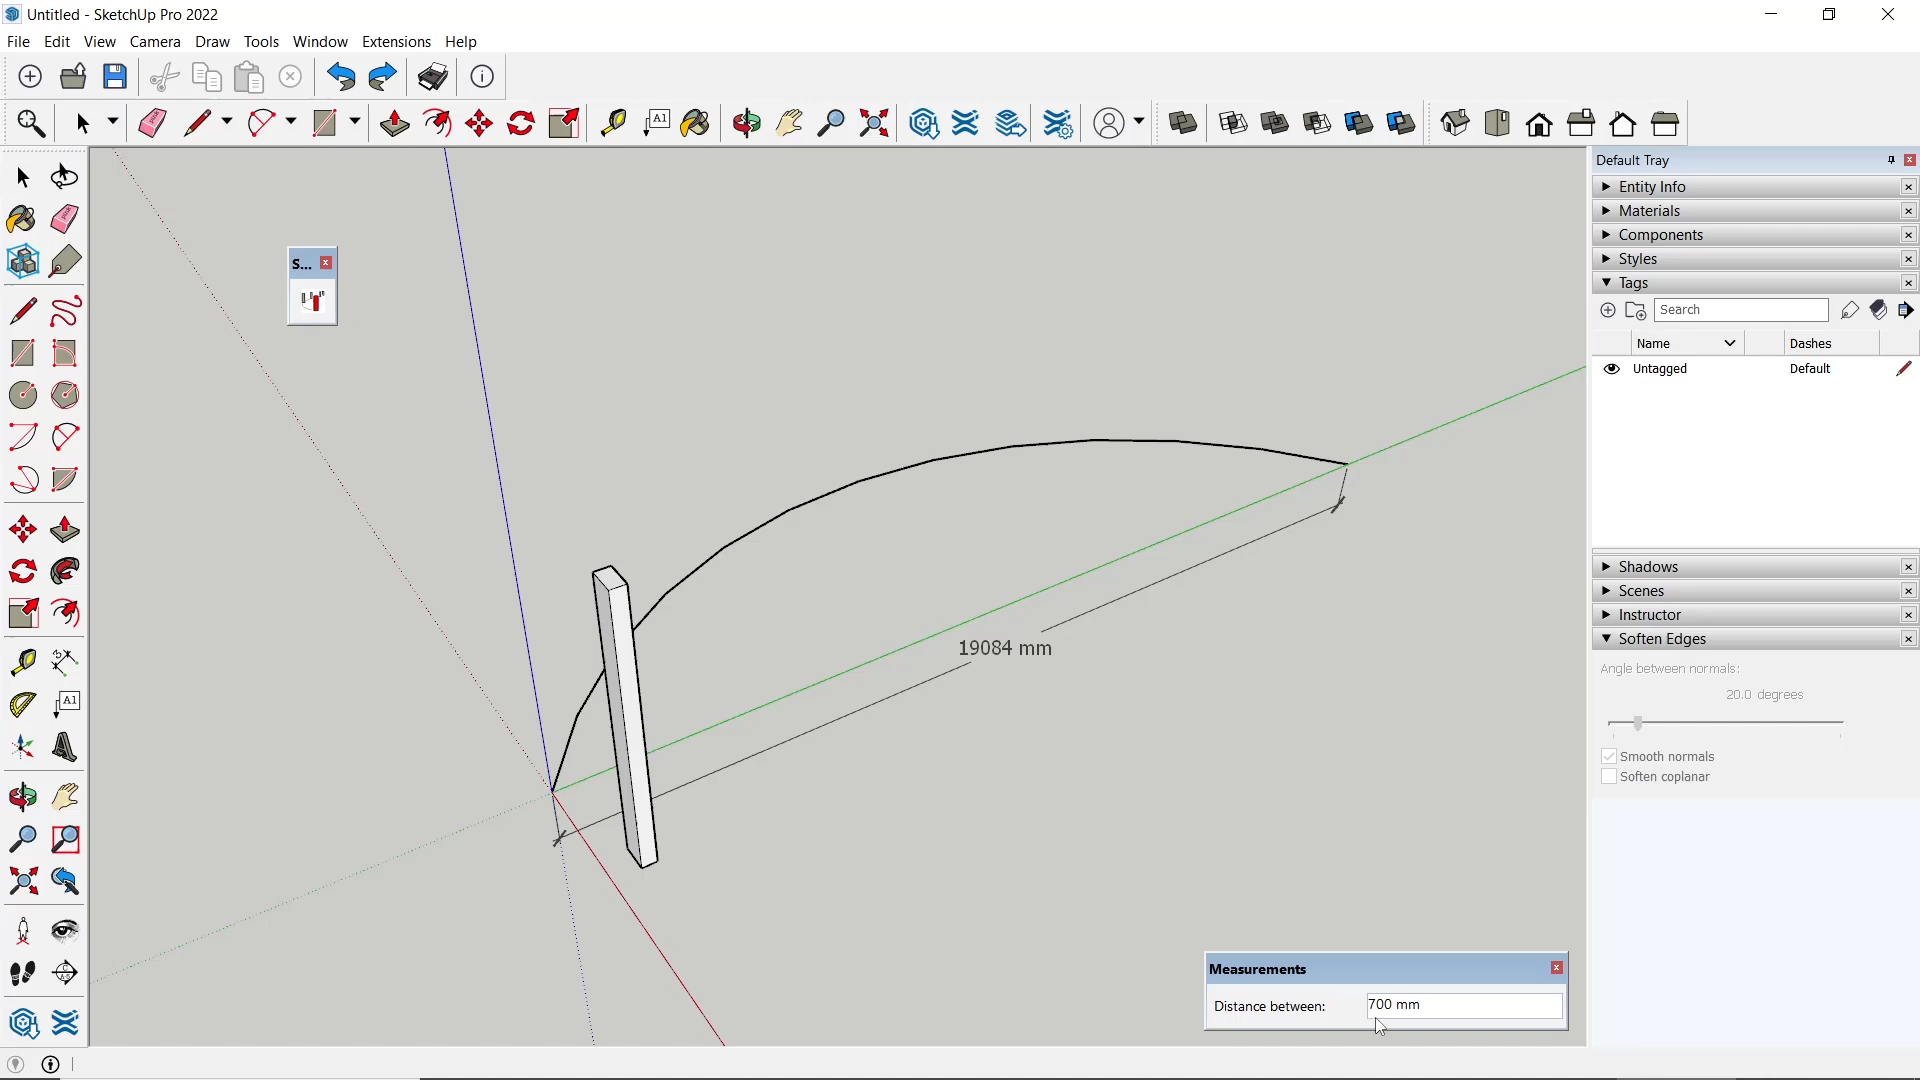 Untitled - SketchUp Pro 2022
File Edit View Camera Draw Tools Window Extensions Help
A1
Default Tray
Entity Info
Materials
Components
Styles
Tags
Search
Name Dashes
Untagged Default
S...
19084 mm
A1
Shadows
Scenes
Instructor
Soften Edges
Angle between normals:
20.0 degrees
Smooth normals
Soften coplanar
Measurements
Distance between: 700 mm